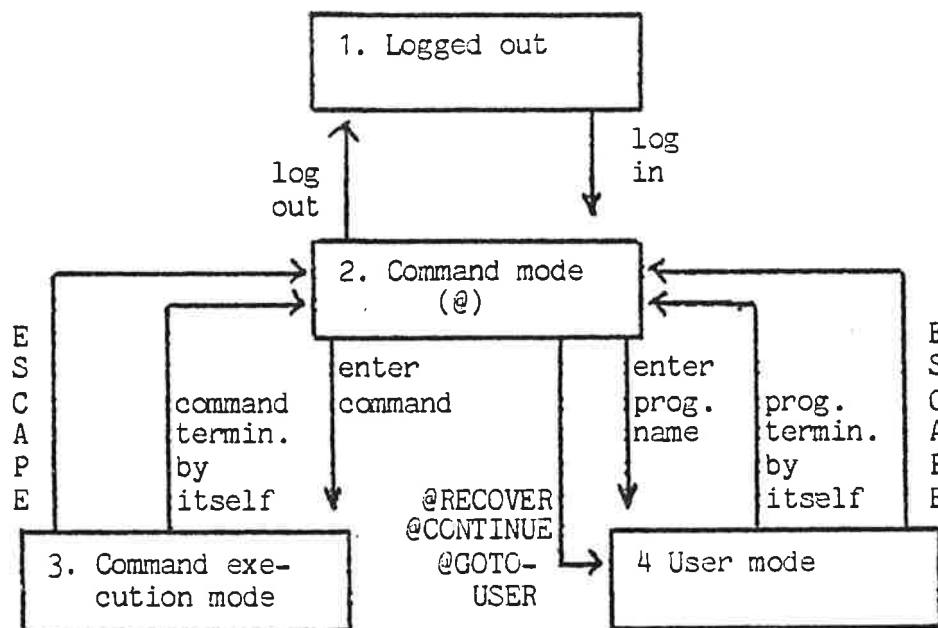 1. Logged out
log
in
log
out
2. Command mode
(@)
E
S
C
A
P
E
command
termin.
by
itself
enter
command
@RECOVER
@CONTINUE
@GOTO-
USER
enter
prog.
name
prog.
termin.
by
itself
3. Command exe-
cution mode
4 User mode